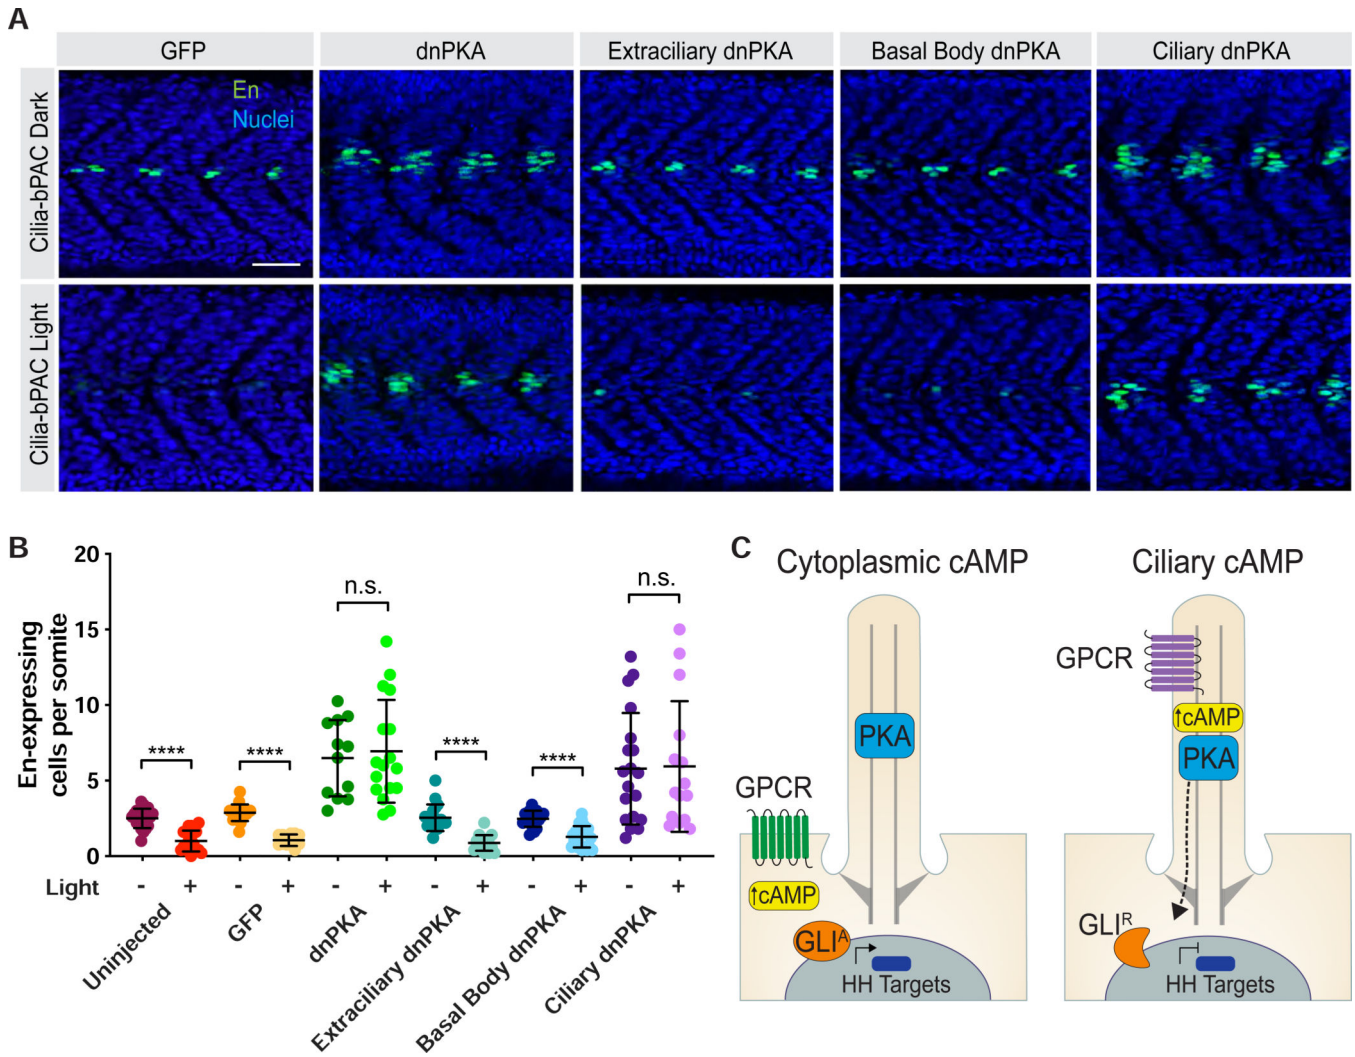 A
GFP
dnPKA
Extraciliary dnPKA
Basal Body dnPKA
Ciliary dnPKA
Cilia-bPAC Dark
En
Nuclei
Cilia-bPAC Light
B
En-expressing
cells per somite
20
15
10
5
0
****
****
n.s.
****
****
n.s.
Light - + - + - + - + - + - +
Uninjected
GFP
dnPKA
Extraciliary dnPKA
Basal Body dnPKA
Ciliary dnPKA
C
Cytoplasmic cAMP
PKA
GPCR
↑cAMP
GLIᴬ
HH Targets
Ciliary cAMP
GPCR
↑cAMP
PKA
GLIᴿ
HH Targets